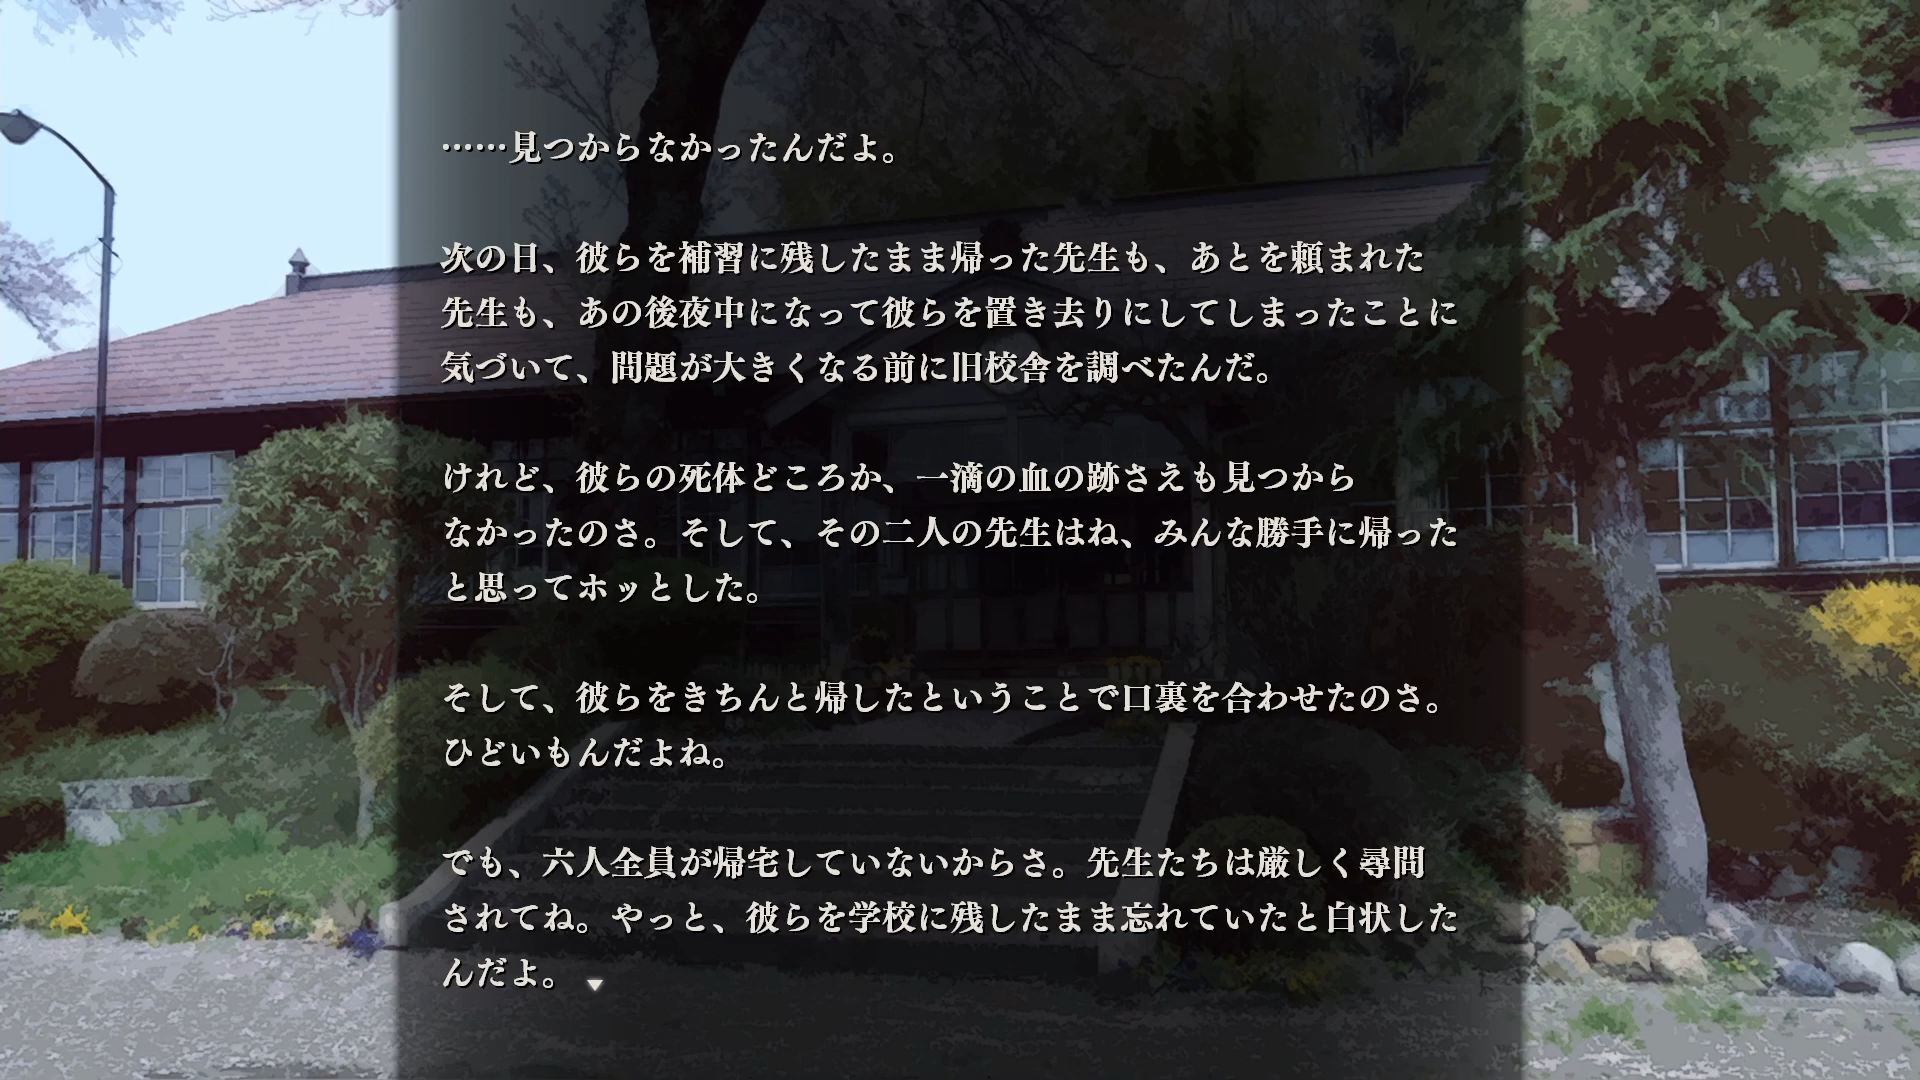 ……見つからなかったんだよ。
次の日、彼らを補習に残したまま帰った先生も、あとを頼まれた
先生も、あの後夜中になって彼らを置き去りにしてしまったことに
気づいて、問題が大きくなる前に旧校舎を調べたんだ。
けれど、彼らの死体どころか、一滴の血の跡さえも見つから
なかったのさ。そして、その二人の先生はね、みんな勝手に帰った
と思ってホッとした。
そして、彼らをきちんと帰したということで口裏を合わせたのさ。
ひどいもんだよね。
でも、六人全員が帰宅していないからさ。先生たちは厳しく尋問
されてね。やっと、彼らを学校に残したまま忘れていたと白状した
んだよ。